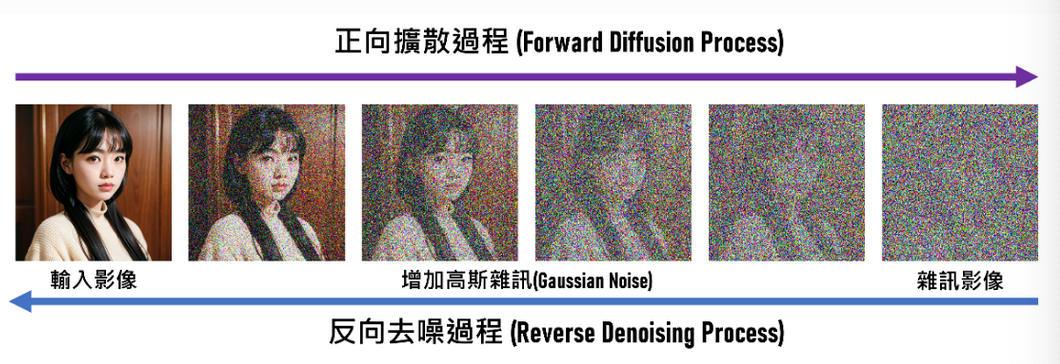 正向擴散過程 (Forward Diffusion Process)
輸入影像
增加高斯雜訊(Gaussian Noise)
雜訊影像
反向去噪過程 (Reverse Denoising Process)